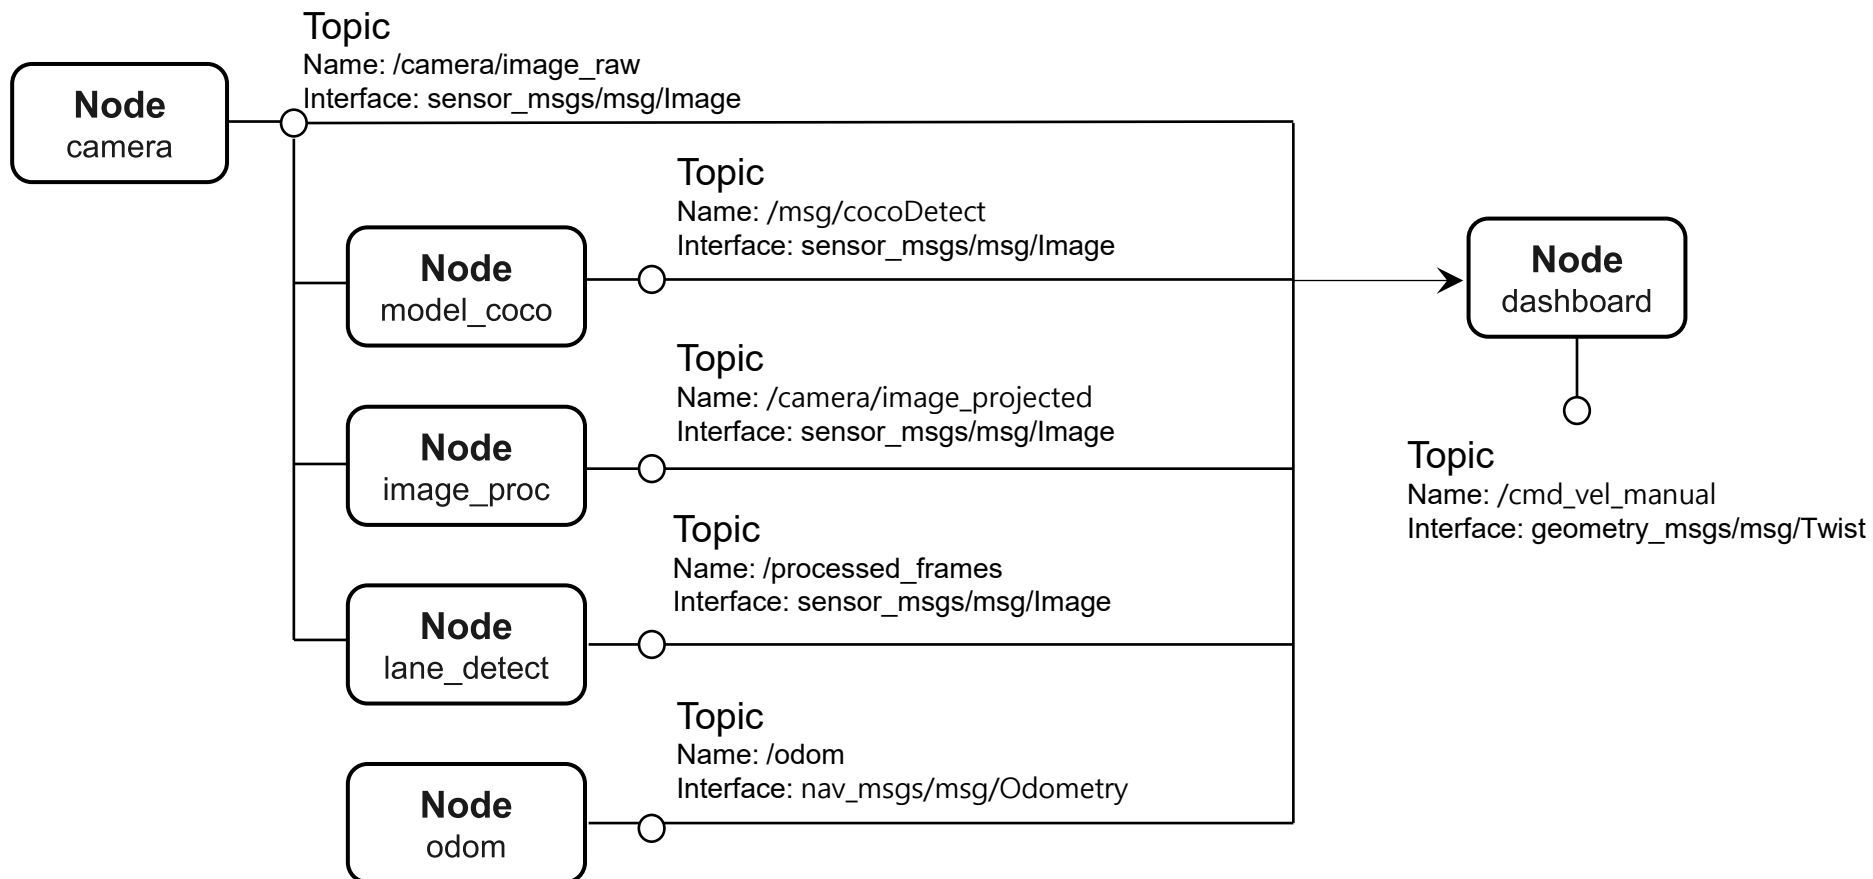 Topic
Name: /camera/image_raw
Interface: sensor_msgs/msg/Image
Node
camera
Topic
Name: /msg/cocoDetect
Interface: sensor_msgs/msg/Image
Node
model_coco
Node
dashboard
Topic
Name: /camera/image_projected
Interface: sensor_msgs/msg/Image
Node
image_proc
Topic
Name: /cmd_vel_manual
Interface: geometry_msgs/msg/Twist
Topic
Name: /processed_frames
Interface: sensor_msgs/msg/Image
Node
lane_detect
Topic
Name: /odom
Interface: nav_msgs/msg/Odometry
Node
odom